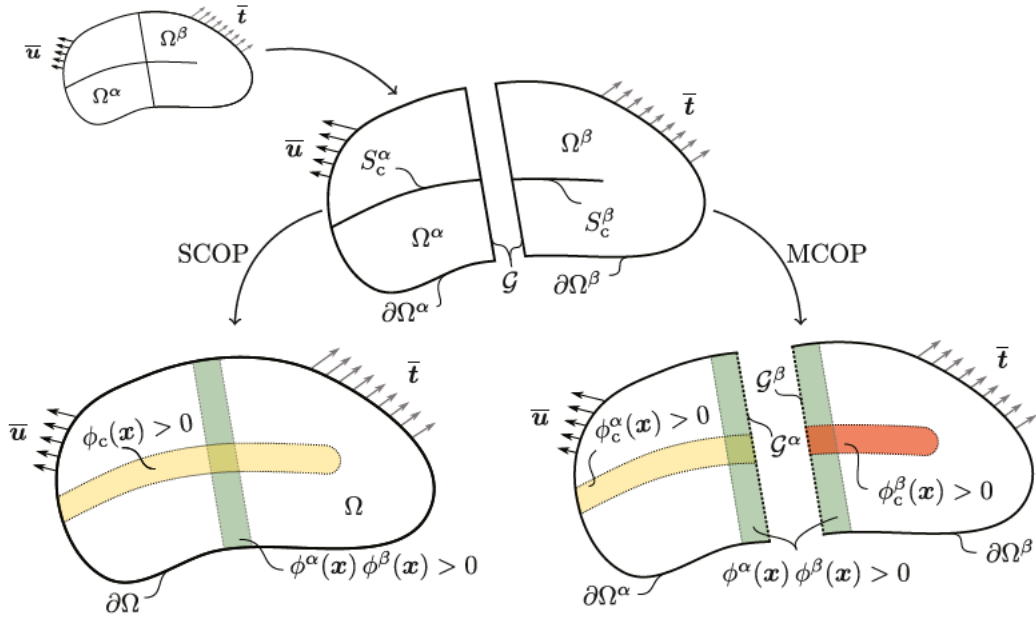 t̅
u̅
Ω^β
Ω^α
t̅
u̅
Ω^β
S_c^α
S_c^β
Ω^α
SCOP
MCOP
𝒢
∂Ω^α
∂Ω^β
t̅
u̅
ϕ_c(x) > 0
Ω
ϕ^α(x) ϕ^β(x) > 0
∂Ω
t̅
𝒢^β
u̅
ϕ_c^α(x) > 0
𝒢^α
ϕ_c^β(x) > 0
∂Ω^β
ϕ^α(x) ϕ^β(x) > 0
∂Ω^α